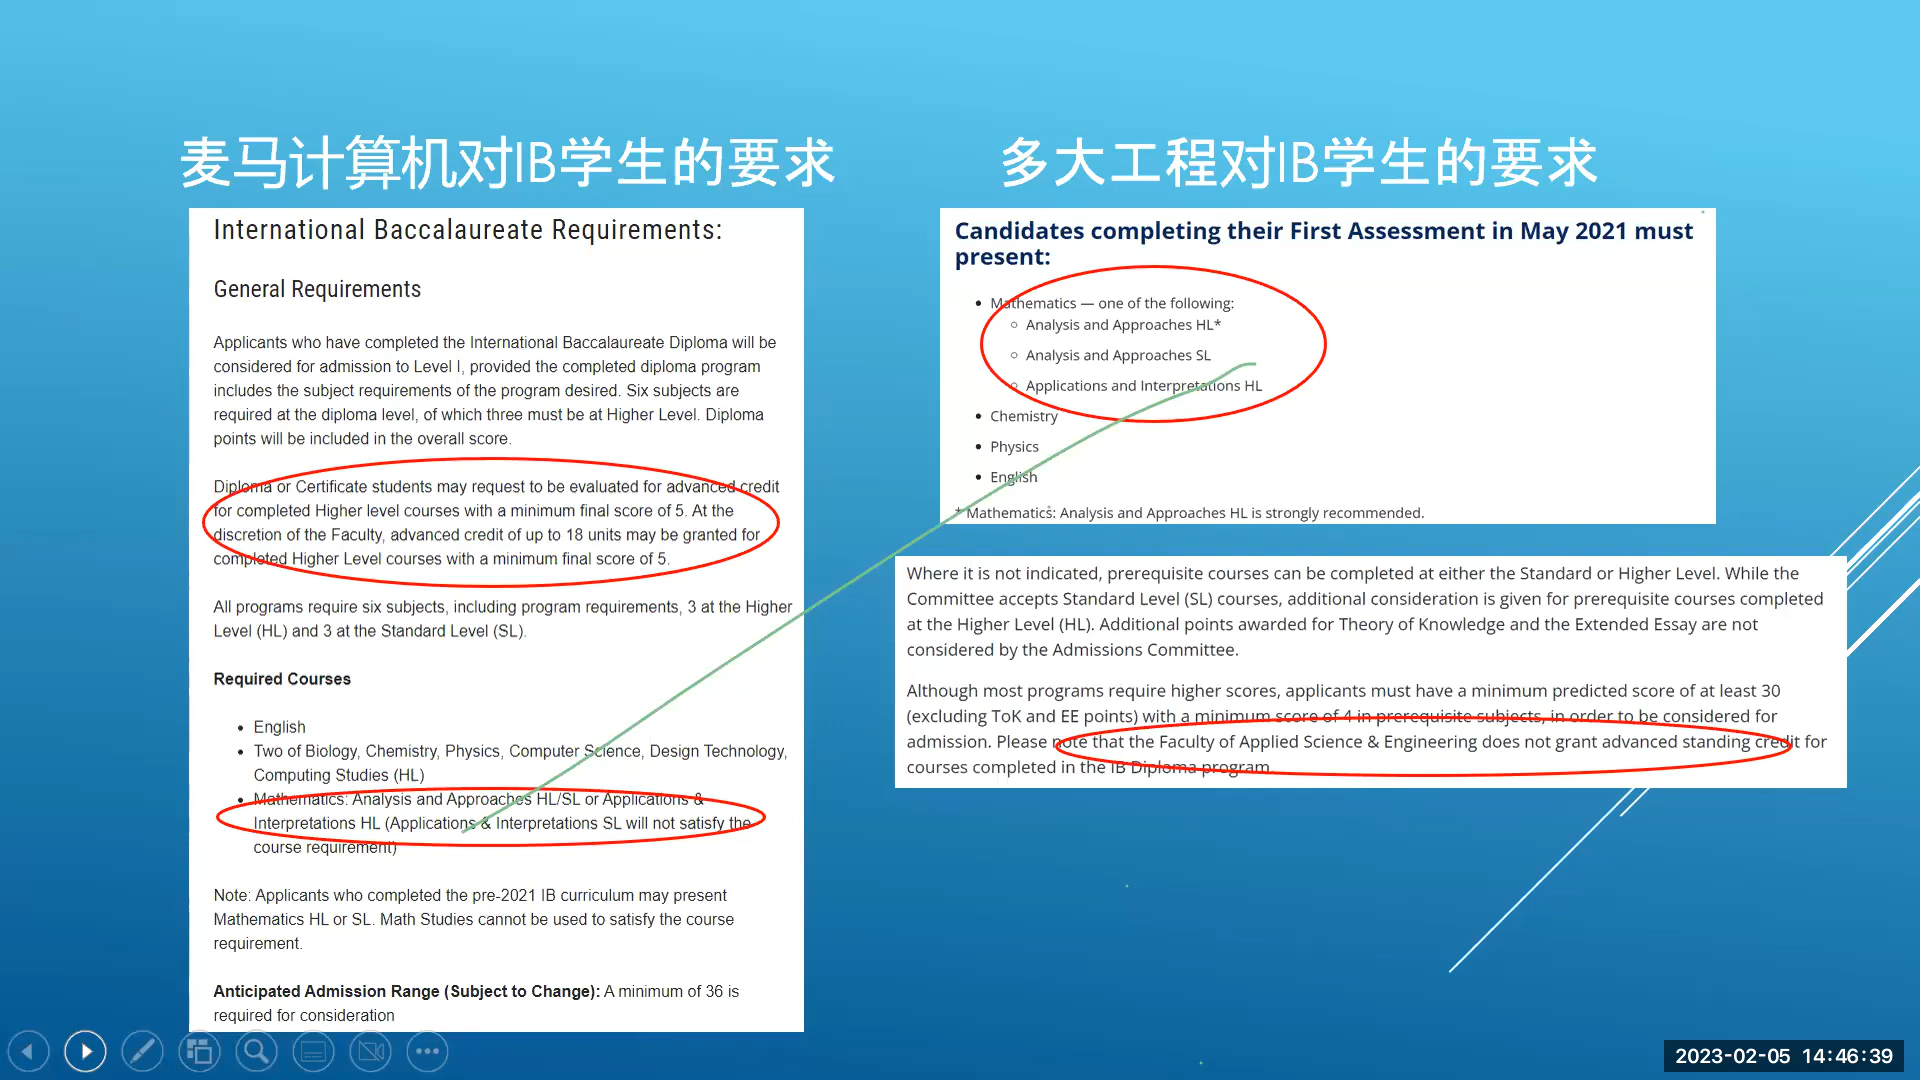 麦马计算机对IB学生的要求
International Baccalaureate Requirements:
General Requirements
Applicants who have completed the International Baccalaureate Diploma will be
considered for admission to Level I, provided the completed diploma program
includes the subject requirements of the program desired. Six subjects are
required at the diploma level, of which three must be at Higher Level. Diploma
points will be included in the overall score.
Diploma or Certificate students may request to be evaluated for advanced credit
for completed Higher level courses with a minimum final score of 5. At the
discretion of the Faculty, advanced credit of up to 18 units may be granted for
completed Higher Level courses with a minimum final score of 5.
All programs require six subjects, including program requirements, 3 at the Higher
Level (HL) and 3 at the Standard Level (SL).
Required Courses
• English
• Two of Biology, Chemistry, Physics, Computer Science, Design Technology,
Computing Studies (HL)
• Mathematics: Analysis and Approaches HL/SL or Applications &
Interpretations HL (Applications & Interpretations SL will not satisfy the
course requirement)
Note: Applicants who completed the pre-2021 IB curriculum may present
Mathematics HL or SL. Math Studies cannot be used to satisfy the course
requirement.
Anticipated Admission Range (Subject to Change): A minimum of 36 is
required for consideration
多大工程对IB学生的要求
Candidates completing their First Assessment in May 2021 must
present:
• Mathematics — one of the following:
○ Analysis and Approaches HL*
○ Analysis and Approaches SL
○ Applications and Interpretations HL
• Chemistry
• Physics
• English
* Mathematics: Analysis and Approaches HL is strongly recommended.
Where it is not indicated, prerequisite courses can be completed at either the Standard or Higher Level. While the
Committee accepts Standard Level (SL) courses, additional consideration is given for prerequisite courses completed
at the Higher Level (HL). Additional points awarded for Theory of Knowledge and the Extended Essay are not
considered by the Admissions Committee.
Although most programs require higher scores, applicants must have a minimum predicted score of at least 30
(excluding ToK and EE points) with a minimum score of 4 in prerequisite subjects, in order to be considered for
admission. Please note that the Faculty of Applied Science & Engineering does not grant advanced standing credit for
courses completed in the IB Diploma program.
2023-02-05 14:46:39